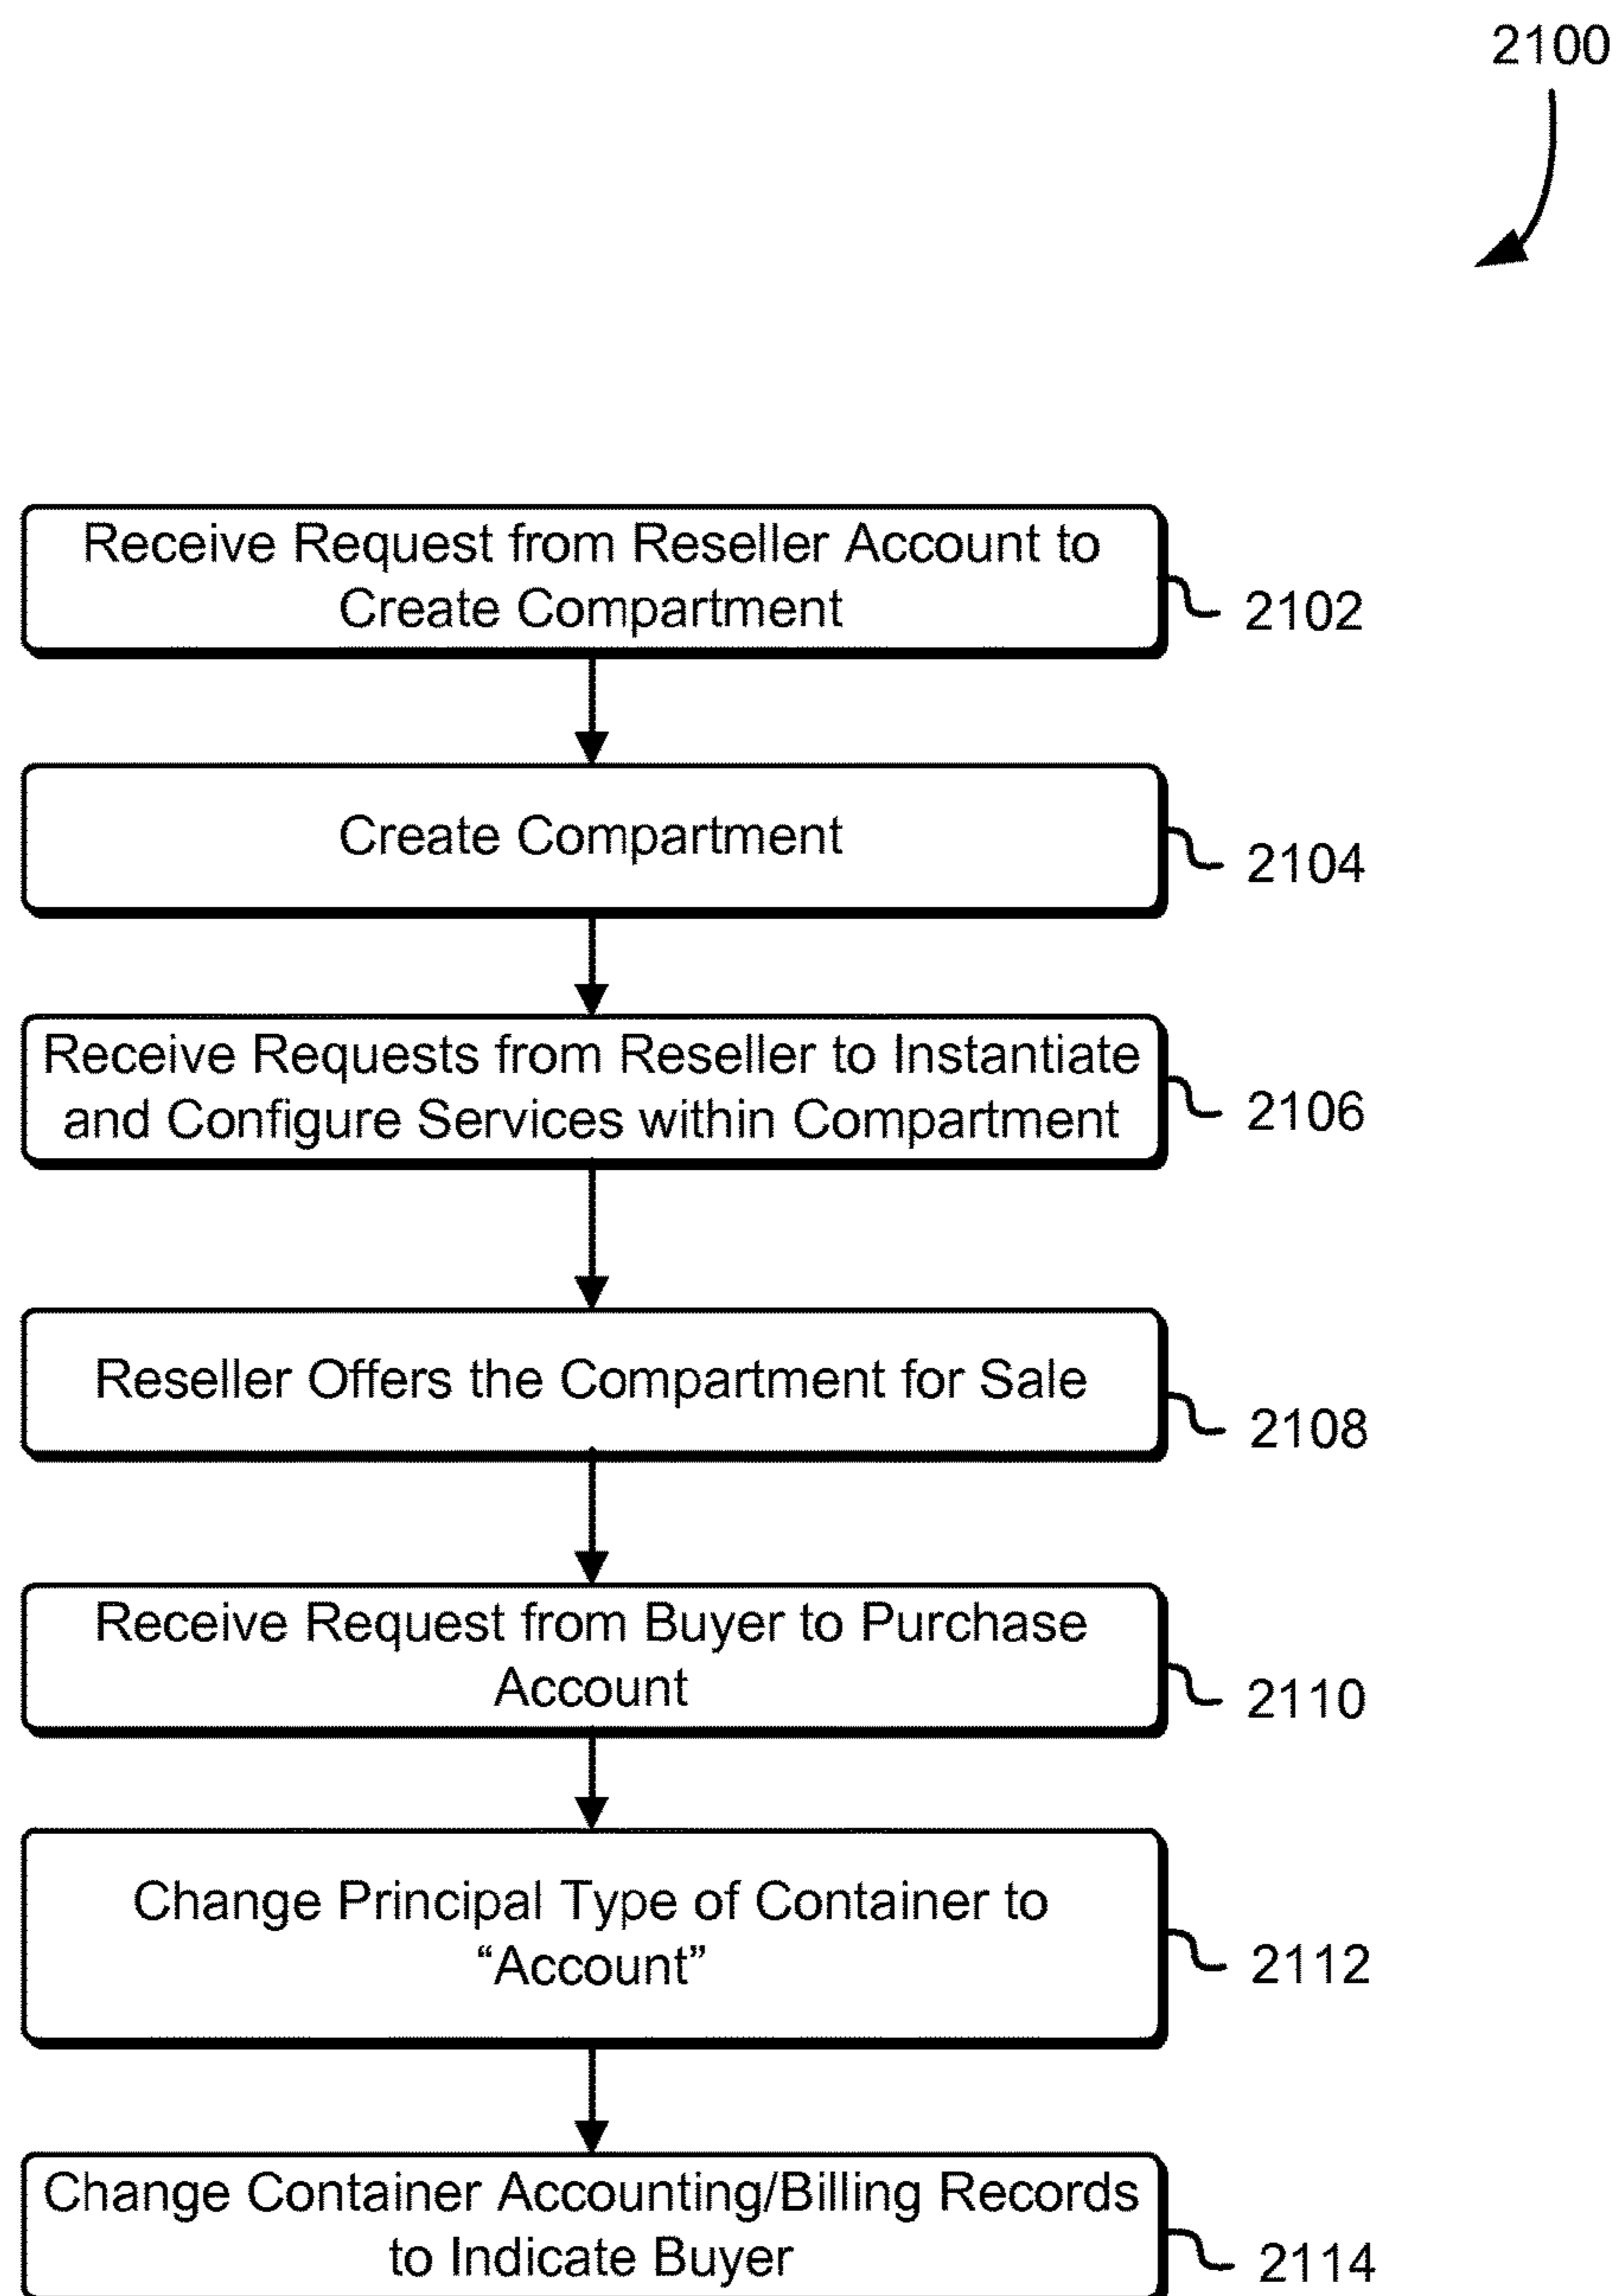 2100
Receive Request from Reseller Account to
Create Compartment
2102
Create Compartment
2104
Receive Requests from Reseller to Instantiate
and Configure Services within Compartment
2106
Reseller Offers the Compartment for Sale
2108
Receive Request from Buyer to Purchase
Account
2110
Change Principal Type of Container to
“Account”
2112
Change Container Accounting/Billing Records
to Indicate Buyer
2114